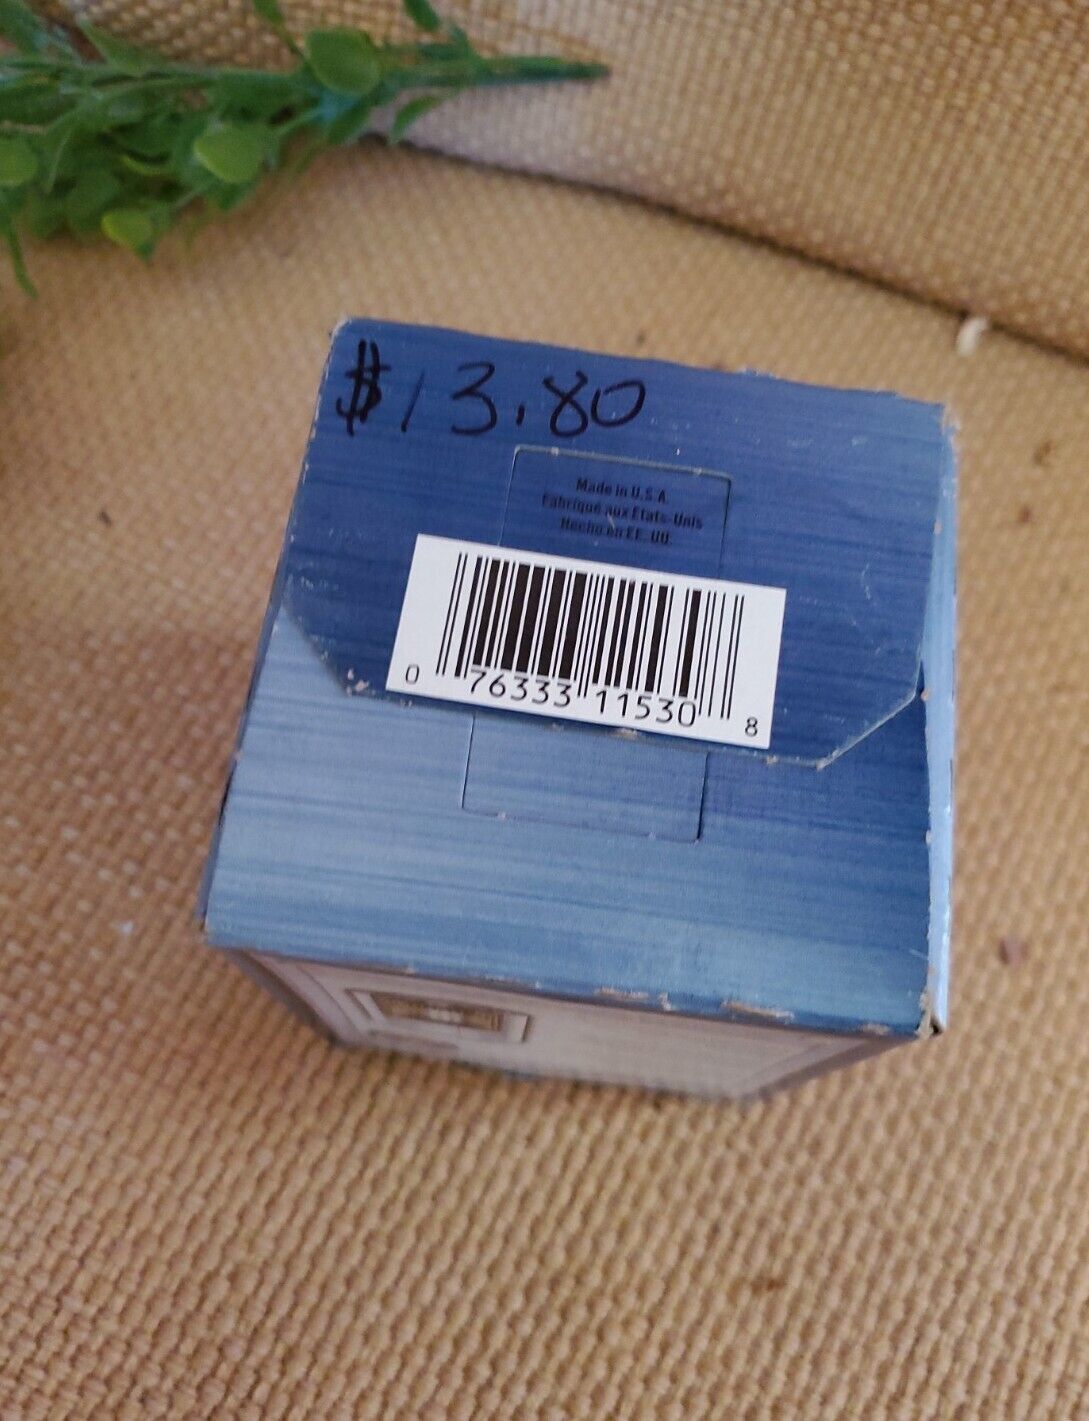 $13.80
Made in U.S.A.
Fabriqué aux États-Unis
Hecho en EE. UU.
0 76333 11530 8